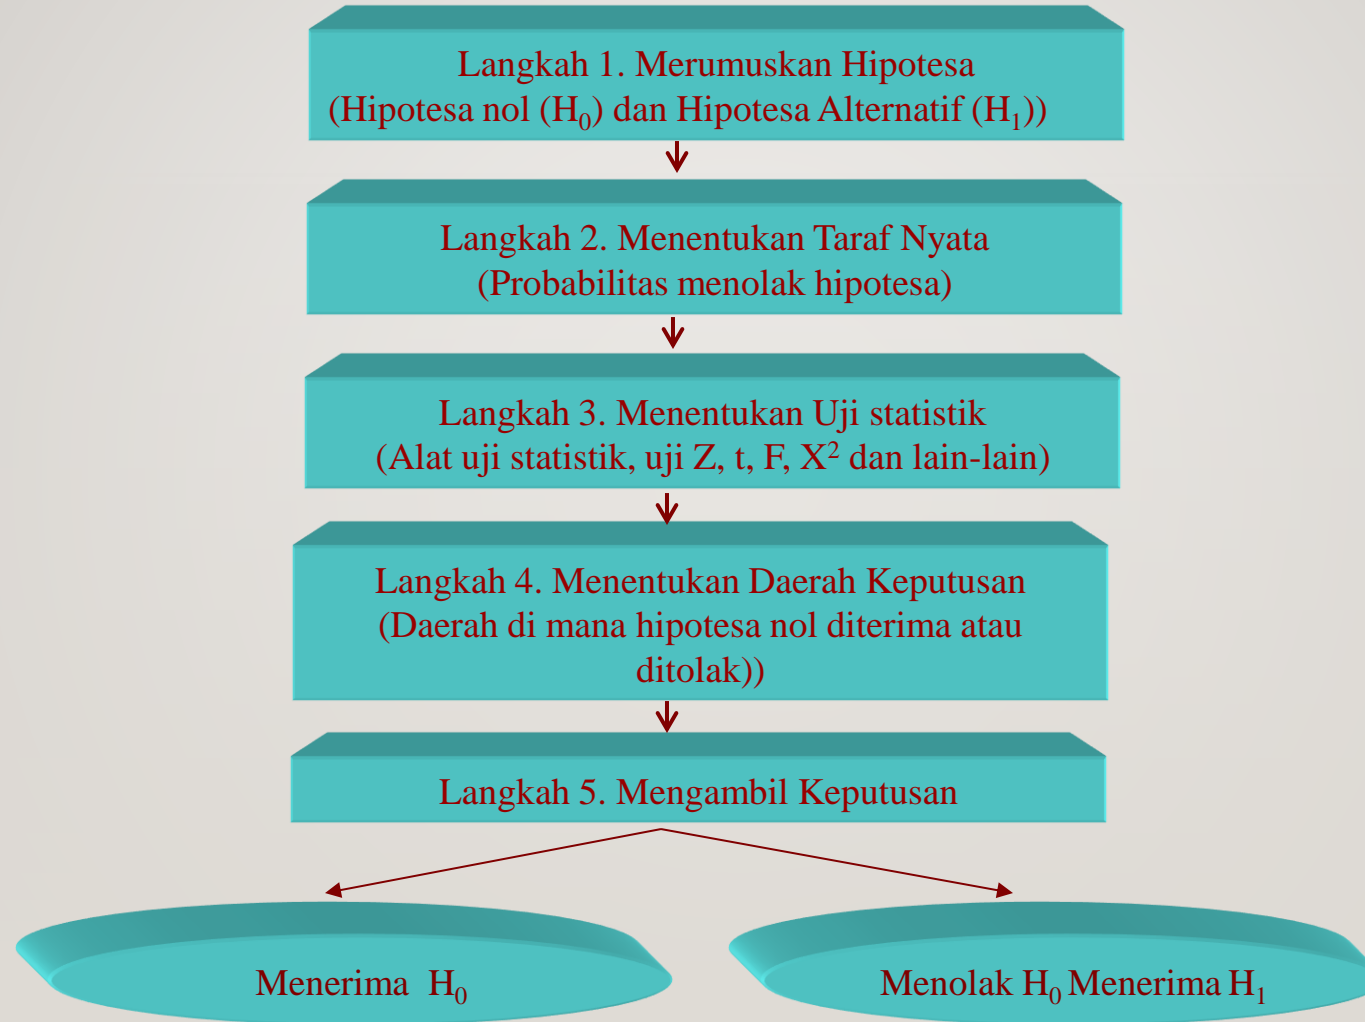 Langkah 1. Merumuskan Hipotesa
(Hipotesa nol (H₀) dan Hipotesa Alternatif (H₁))
Langkah 2. Menentukan Taraf Nyata
(Probabilitas menolak hipotesa)
Langkah 3. Menentukan Uji statistik
(Alat uji statistik, uji Z, t, F, X² dan lain-lain)
Langkah 4. Menentukan Daerah Keputusan
(Daerah di mana hipotesa nol diterima atau
ditolak))
Langkah 5. Mengambil Keputusan
Menerima H₀
Menolak H₀ Menerima H₁